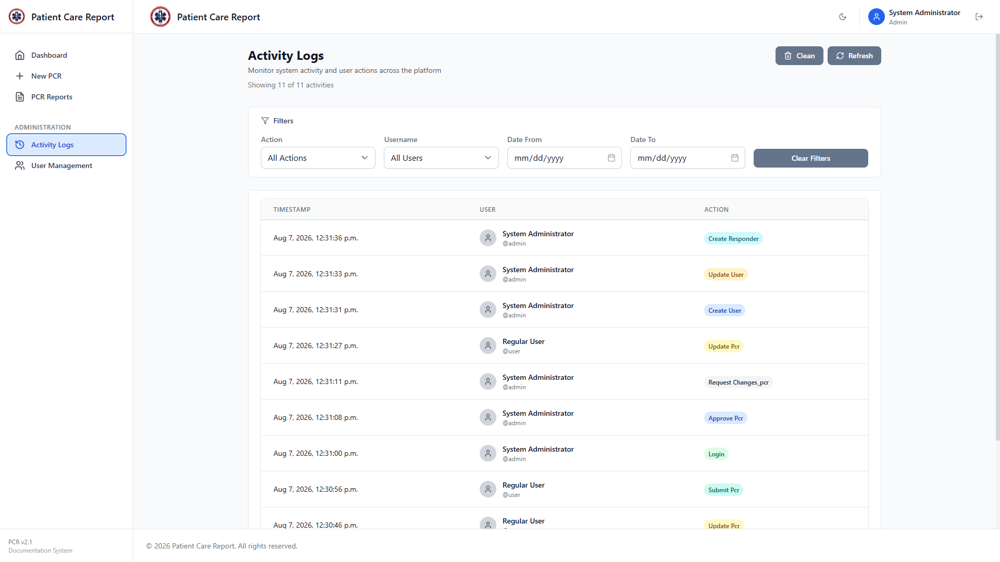 Patient Care Report
Patient Care Report
System Administrator
Admin
Dashboard
New PCR
PCR Reports
ADMINISTRATION
Activity Logs
User Management
Activity Logs
Monitor system activity and user actions across the platform
Showing 11 of 11 activities
Clean
Refresh
Filters
Action
Username
Date From
Date To
All Actions
All Users
mm/dd/yyyy
mm/dd/yyyy
Clear Filters
TIMESTAMP USER ACTION
Aug 7, 2026, 12:31:36 p.m.
System Administrator
@admin
Create Responder
Aug 7, 2026, 12:31:33 p.m.
System Administrator
@admin
Update User
Aug 7, 2026, 12:31:31 p.m.
System Administrator
@admin
Create User
Aug 7, 2026, 12:31:27 p.m.
Regular User
@user
Update Pcr
Aug 7, 2026, 12:31:11 p.m.
System Administrator
@admin
Request Changes_pcr
Aug 7, 2026, 12:31:08 p.m.
System Administrator
@admin
Approve Pcr
Aug 7, 2026, 12:31:00 p.m.
System Administrator
@admin
Login
Aug 7, 2026, 12:30:56 p.m.
Regular User
@user
Submit Pcr
Aug 7, 2026, 12:30:46 p.m.
Regular User
Update Pcr
PCR v2.1
Documentation System
© 2026 Patient Care Report. All rights reserved.